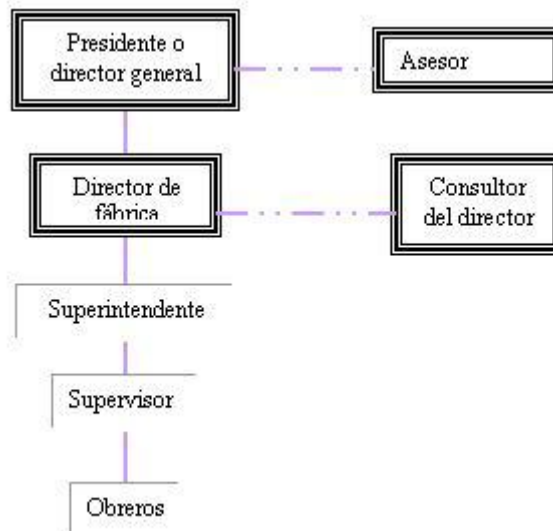 Presidente o
director general
Asesor
Director de
fábrica
Consultor
del director
Superintendente
Supervisor
Obreros